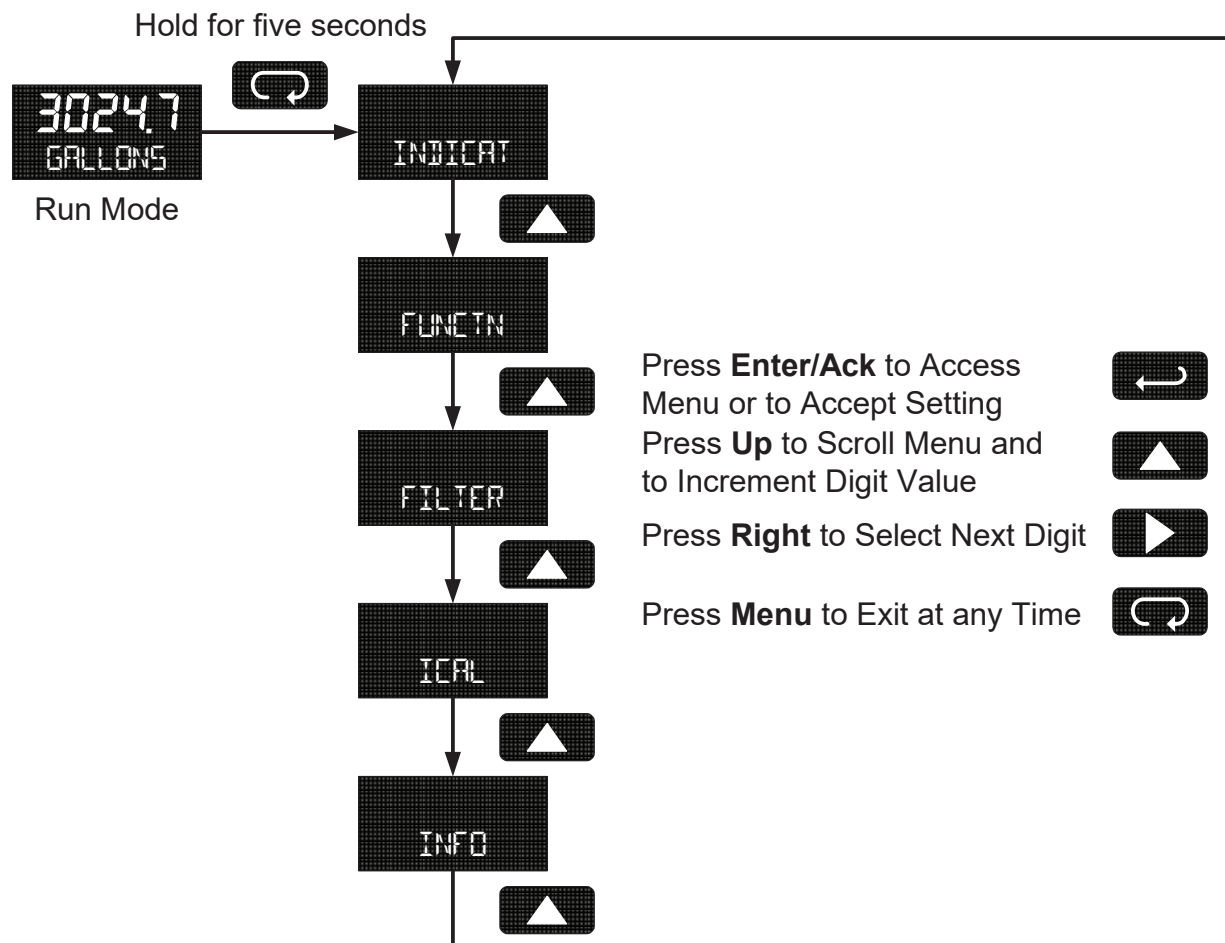 Hold for five seconds
3024.7
GALLONS
Run Mode
INDICAT
FUNCTN
FILTER
ICAL
INFO
Press Enter/Ack to Access
Menu or to Accept Setting
Press Up to Scroll Menu and
to Increment Digit Value
Press Right to Select Next Digit
Press Menu to Exit at any Time